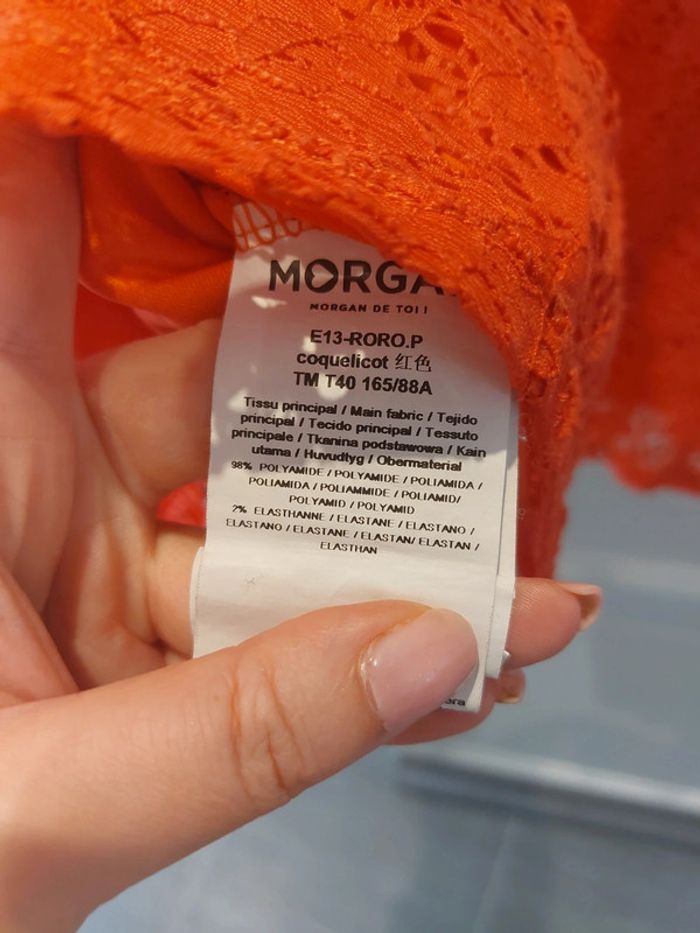 MORGA
MORGAN DE TOI !
E13-RORO.P
coquelicot 红色
TM T40 165/88A
Tissu principal / Main fabric / Tejido
principal / Tecido principal / Tessuto
principale / Tkanina podstawowa / Kain
utama / Huvudtyg / Obermaterial
98% POLYAMIDE / POLYAMIDE / POLIAMIDA /
POLIAMIDA / POLIAMMIDE / POLIAMID/
POLYAMID / POLYAMID
2% ELASTHANNE / ELASTANE / ELASTANO /
ELASTANO / ELASTANE / ELASTAN/ ELASTAN /
ELASTHAN